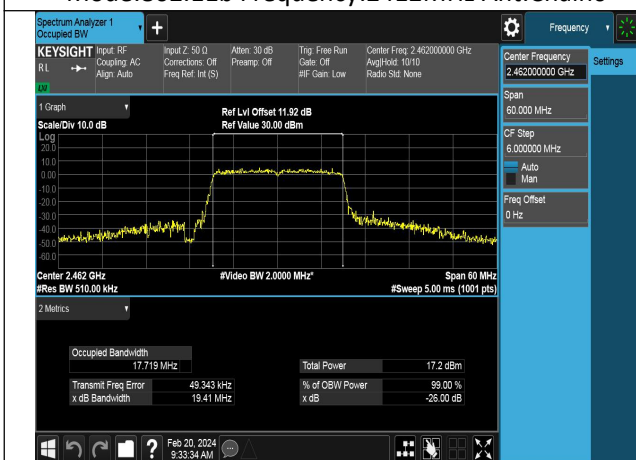 Spectrum Analyzer 1
Occupied BW
+
Frequency
KEYSIGHT
RL
LXI
Input: RF
Coupling: AC
Align: Auto
Input Z: 50 Ω
Corrections: Off
Freq Ref: Int (S)
Atten: 30 dB
Preamp: Off
Trig: Free Run
Gate: Off
#IF Gain: Low
Center Freq: 2.462000000 GHz
Avg|Hold: 10/10
Radio Std: None
Center Frequency
2.462000000 GHz
Settings
Span
60.000 MHz
CF Step
6.000000 MHz
Auto
Man
Freq Offset
0 Hz
1 Graph
Scale/Div 10.0 dB
Ref Lvl Offset 11.92 dB
Ref Value 30.00 dBm
Log
20.0
10.0
0.00
-10.0
-20.0
-30.0
-40.0
-50.0
-60.0
Center 2.462 GHz
#Video BW 2.0000 MHz*
Span 60 MHz
#Res BW 510.00 kHz
#Sweep 5.00 ms (1001 pts)
2 Metrics
Occupied Bandwidth
17.719 MHz
Total Power 17.2 dBm
Transmit Freq Error 49.343 kHz
% of OBW Power 99.00 %
x dB Bandwidth 19.41 MHz
x dB -26.00 dB
?
Feb 20, 2024
9:33:34 AM